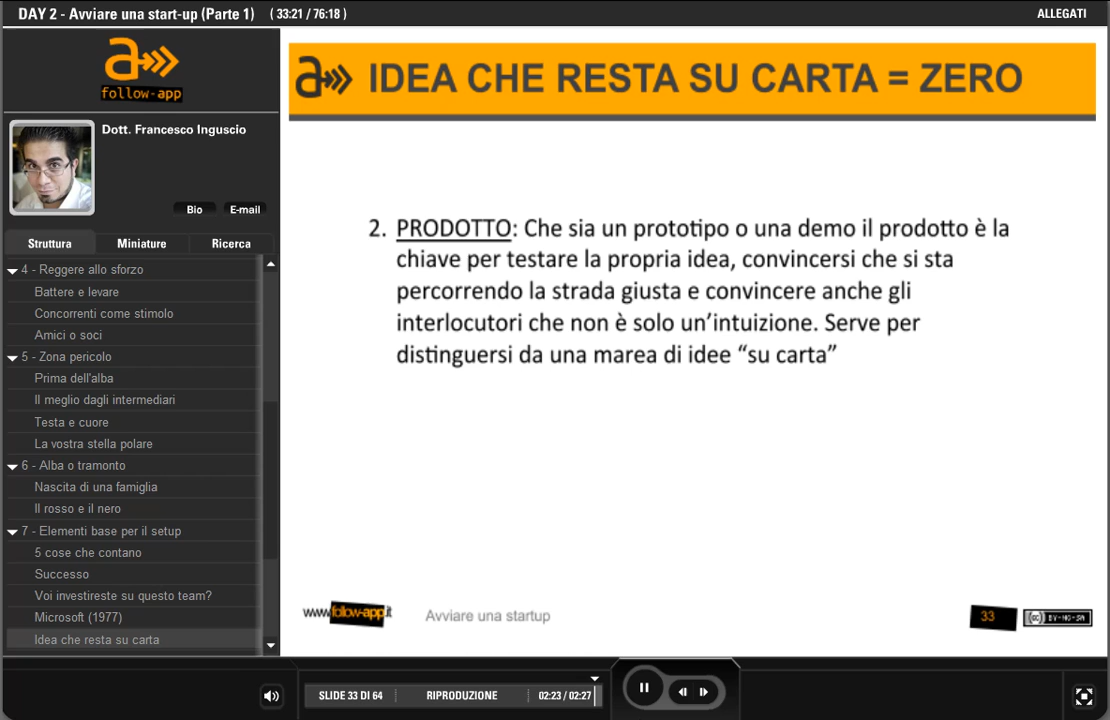 DAY 2 - Avviare una start-up (Parte 1) ( 33:21 / 76:18 )
ALLEGATI
a
follow-app
Dott. Francesco Inguscio
Bio E-mail
Struttura Miniature Ricerca
4 - Reggere allo sforzo
Battere e levare
Concorrenti come stimolo
Amici o soci
5 - Zona pericolo
Prima dell'alba
Il meglio dagli intermediari
Testa e cuore
La vostra stella polare
6 - Alba o tramonto
Nascita di una famiglia
Il rosso e il nero
7 - Elementi base per il setup
5 cose che contano
Successo
Voi investireste su questo team?
Microsoft (1977)
Idea che resta su carta
a IDEA CHE RESTA SU CARTA = ZERO
2. PRODOTTO: Che sia un prototipo o una demo il prodotto è la
chiave per testare la propria idea, convincersi che si sta
percorrendo la strada giusta e convincere anche gli
interlocutori che non è solo un’intuizione. Serve per
distinguersi da una marea di idee “su carta”
www.follow-app.it Avviare una startup 33 (cc) BY-NC-SA
SLIDE 33 DI 64 RIPRODUZIONE 02:23 / 02:27